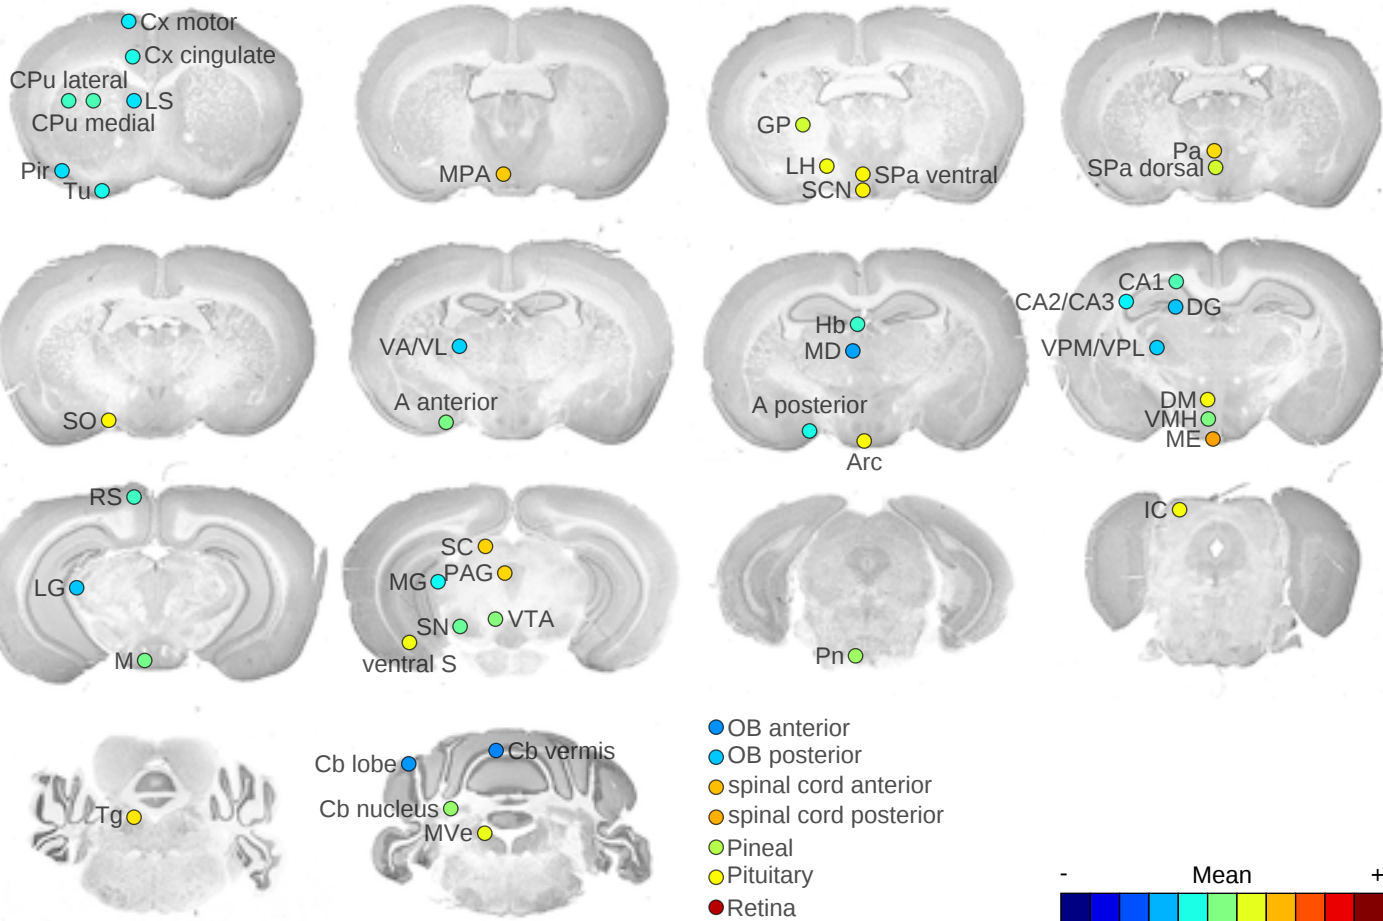 Cx motor
Cx cingulate
CPu lateral
LS
CPu medial
Pir
Tu
MPA
GP
LH
SPa ventral
SCN
Pa
SPa dorsal
SO
VA/VL
A anterior
Hb
MD
A posterior
Arc
CA1
CA2/CA3
DG
VPM/VPL
DM
VMH
ME
RS
LG
M
SC
PAG
MG
VTA
SN
ventral S
Pn
IC
Tg
Cb vermis
Cb lobe
Cb nucleus
MVe
OB anterior
OB posterior
spinal cord anterior
spinal cord posterior
Pineal
Pituitary
Retina
- Mean +